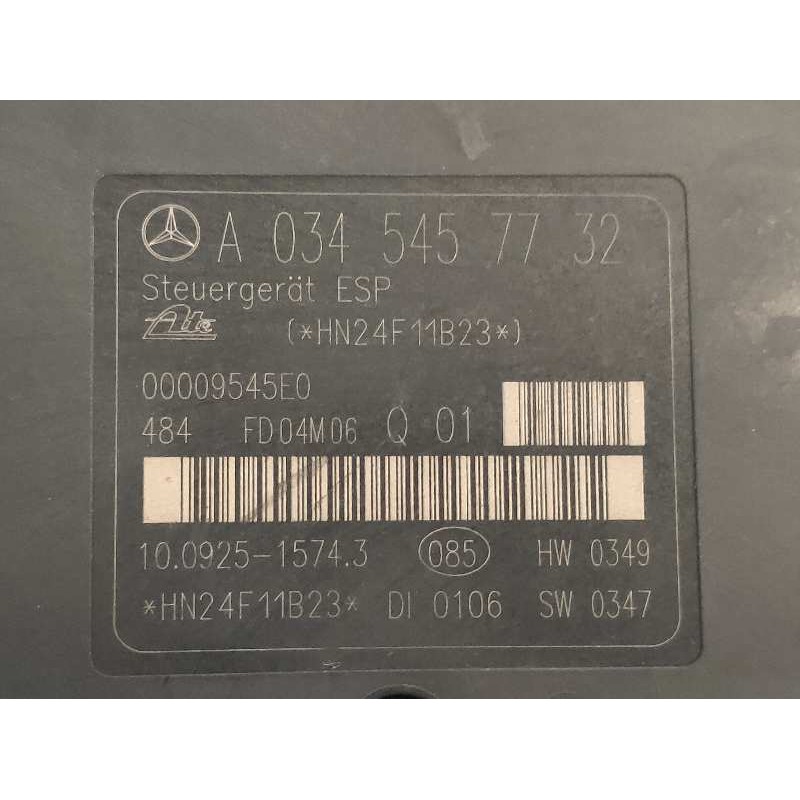 A 034 545 77 32
Steuergerät ESP
Ate (*HN24F11B23*)
00009545E0
484 FD04M06 Q 01
10.0925-1574.3 085 HW 0349
*HN24F11B23* DI 0106 SW 0347